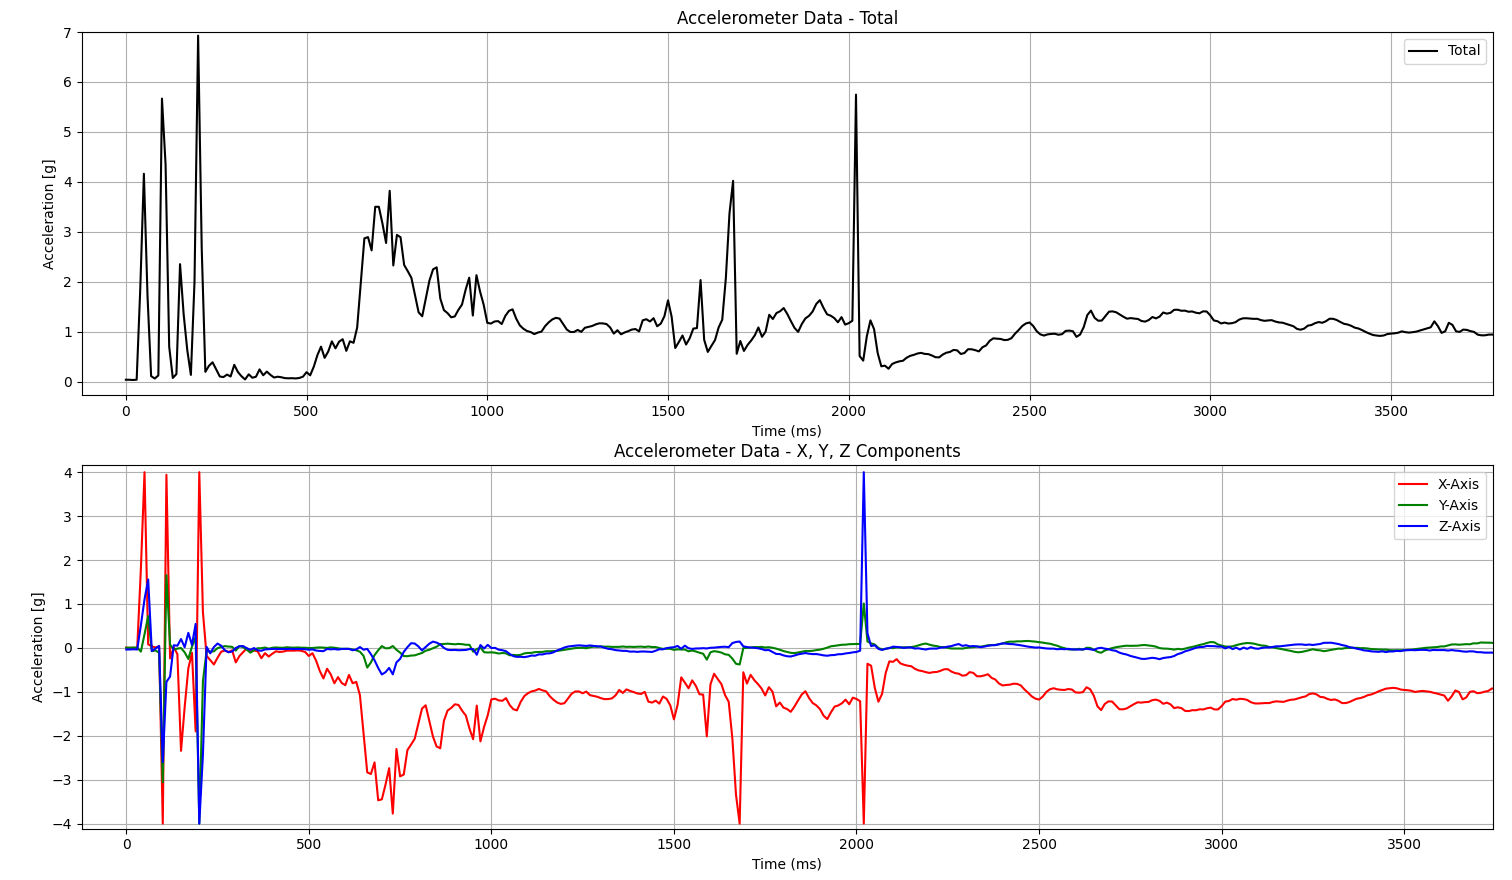 Accelerometer Data - Total
7
6
5
4
3
2
1
0
Acceleration [g]
Total
0 500 1000 1500 2000 2500 3000 3500
Time (ms)
Accelerometer Data - X, Y, Z Components
4
3
2
1
0
−1
−2
−3
−4
Acceleration [g]
X-Axis
Y-Axis
Z-Axis
0 500 1000 1500 2000 2500 3000 3500
Time (ms)